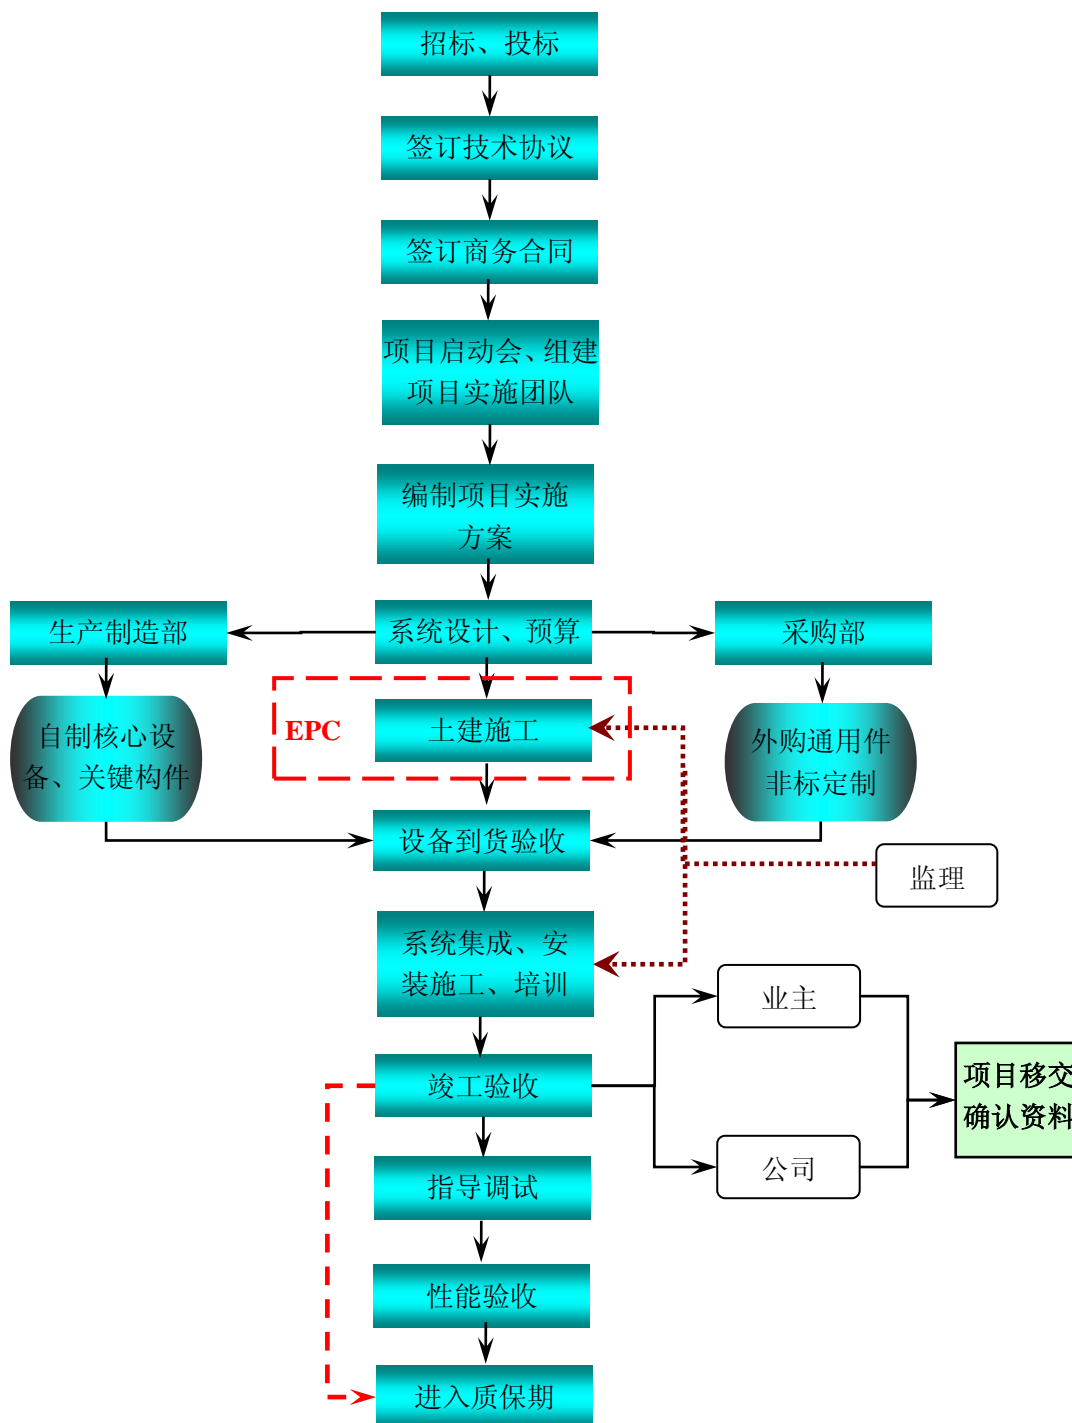 招标、投标
签订技术协议
签订商务合同
项目启动会、组建
项目实施团队
编制项目实施
方案
生产制造部
系统设计、预算
采购部
自制核心设
备、关键构件
EPC
土建施工
外购通用件
非标定制
设备到货验收
监理
系统集成、安
装施工、培训
业主
竣工验收
项目移交
确认资料
公司
指导调试
性能验收
进入质保期